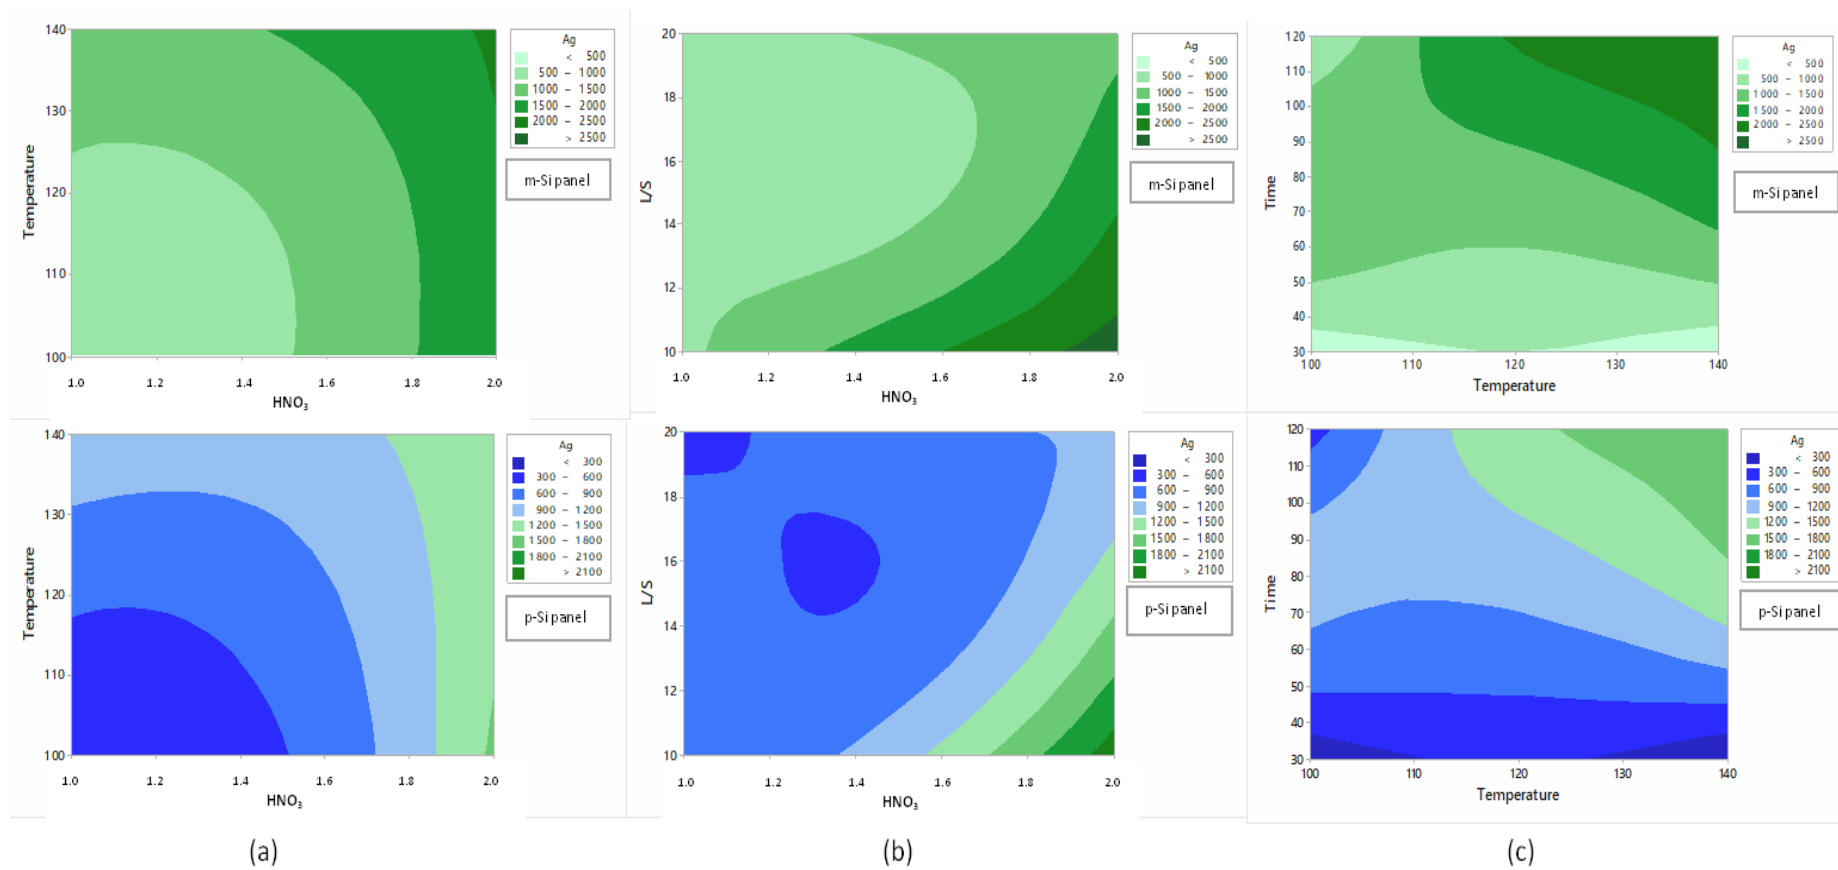 140
130
120
110
100
Temperature
1.0 1.2 1.4 1.6 1.8 2.0
HNO₃
Ag
< 500
500 – 1000
1000 – 1500
1500 – 2000
2000 – 2500
> 2500
m-Si panel
20
18
16
14
12
10
L/S
1.0 1.2 1.4 1.6 1.8 2.0
HNO₃
Ag
< 500
500 – 1000
1000 – 1500
1500 – 2000
2000 – 2500
> 2500
m-Si panel
120
110
100
90
80
70
60
50
40
30
Time
100 110 120 130 140
Temperature
Ag
< 500
500 – 1000
1000 – 1500
1500 – 2000
2000 – 2500
> 2500
m-Si panel
140
130
120
110
100
Temperature
1.0 1.2 1.4 1.6 1.8 2.0
HNO₃
Ag
< 300
300 – 600
600 – 900
900 – 1200
1200 – 1500
1500 – 1800
1800 – 2100
> 2100
p-Si panel
20
18
16
14
12
10
L/S
1.0 1.2 1.4 1.6 1.8 2.0
HNO₃
Ag
< 300
300 – 600
600 – 900
900 – 1200
1200 – 1500
1500 – 1800
1800 – 2100
> 2100
p-Si panel
120
110
100
90
80
70
60
50
40
30
Time
100 110 120 130 140
Temperature
Ag
< 300
300 – 600
600 – 900
900 – 1200
1200 – 1500
1500 – 1800
1800 – 2100
> 2100
p-Si panel
(a) (b) (c)